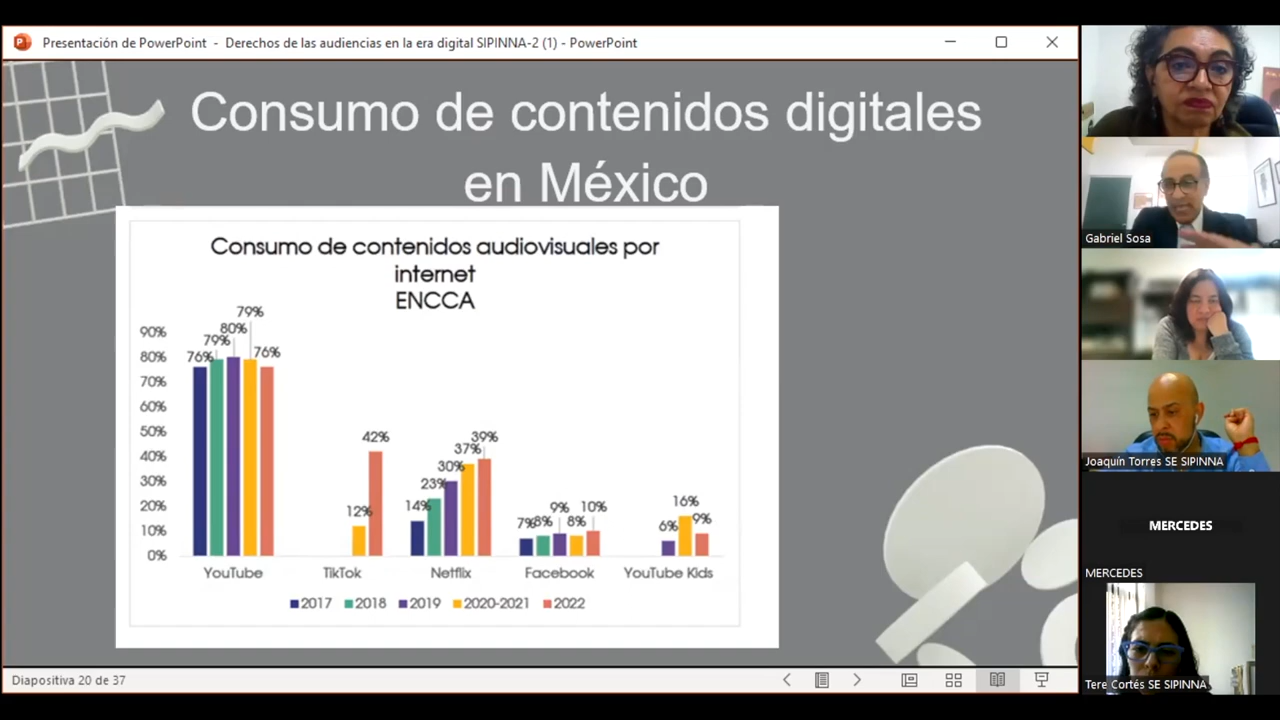 Presentación de PowerPoint - Derechos de las audiencias en la era digital SIPINNA-2 (1) - PowerPoint
Consumo de contenidos digitales
en México
Consumo de contenidos audiovisuales por
internet
ENCCA
90%
80%
70%
60%
50%
40%
30%
20%
10%
0%
76% 79% 80% 79% 76%
12% 42%
14% 23% 30% 37% 39%
7% 8% 9% 8% 10%
6% 16% 9%
YouTube TikTok Netflix Facebook YouTube Kids
2017 2018 2019 2020-2021 2022
Diapositiva 20 de 37
Gabriel Sosa
Joaquín Torres SE SIPINNA
MERCEDES
MERCEDES
Tere Cortés SE SIPINNA